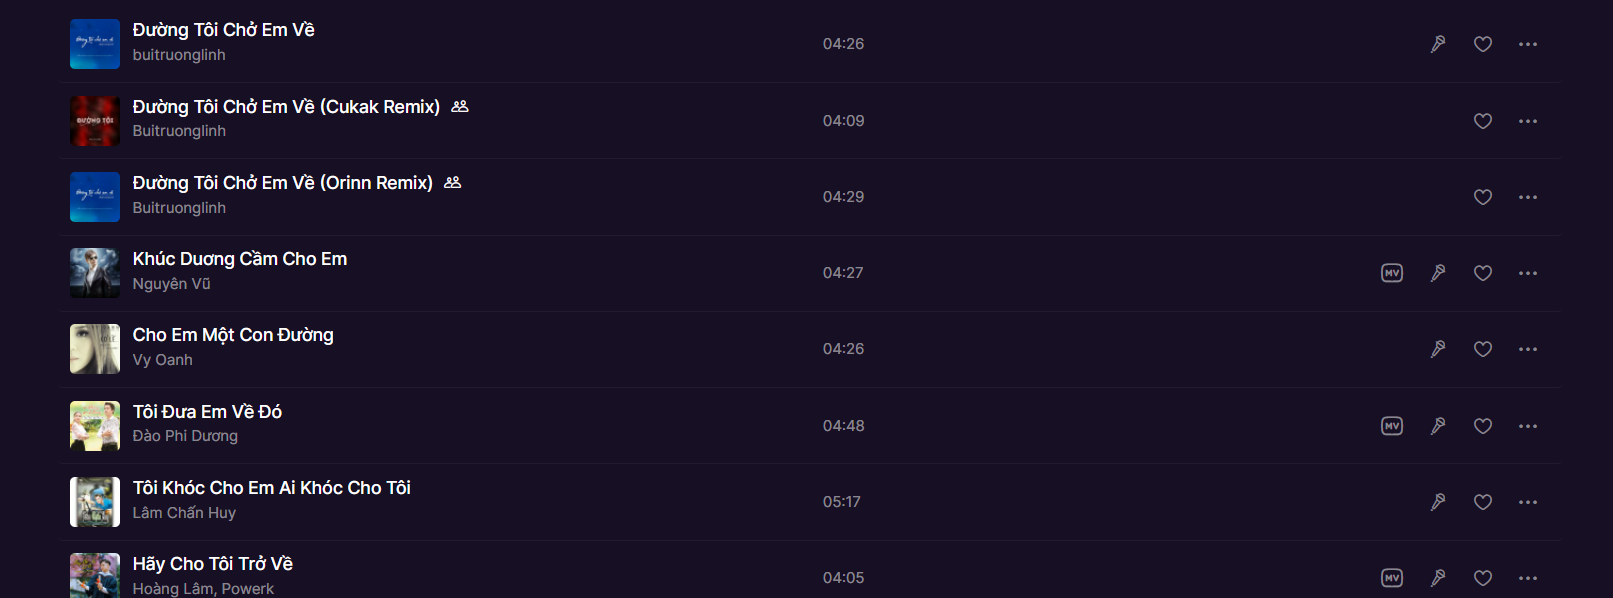 Đường Tôi Chở Em Về
buitruonglinh
04:26
Đường Tôi Chở Em Về (Cukak Remix)
Buitruonglinh
04:09
ĐƯỜNG TÔI
Đường Tôi Chở Em Về (Orinn Remix)
Buitruonglinh
04:29
Khúc Dương Cầm Cho Em
Nguyên Vũ
04:27
MV
Cho Em Một Con Đường
Vy Oanh
04:26
Tôi Đưa Em Về Đó
Đào Phi Dương
04:48
MV
Tôi Khóc Cho Em Ai Khóc Cho Tôi
Lâm Chấn Huy
05:17
Hãy Cho Tôi Trở Về
Hoàng Lâm, Powerk
04:05
MV